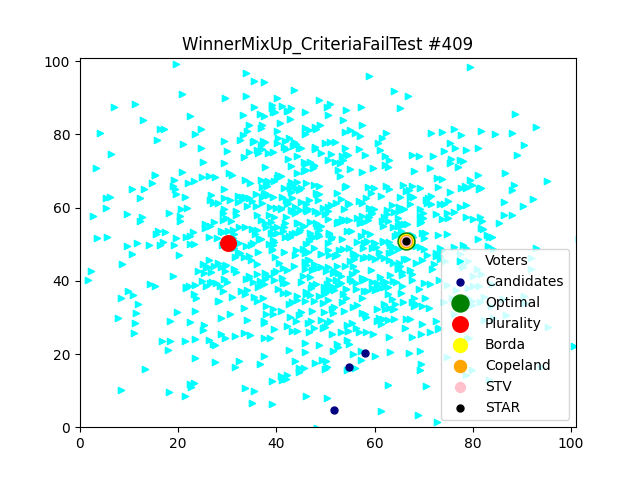 WinnerMixUp_CriteriaFailTest #409
100
80
60
40
20
0
0
20
40
60
80
100
Voters
Candidates
Optimal
Plurality
Borda
Copeland
STV
STAR